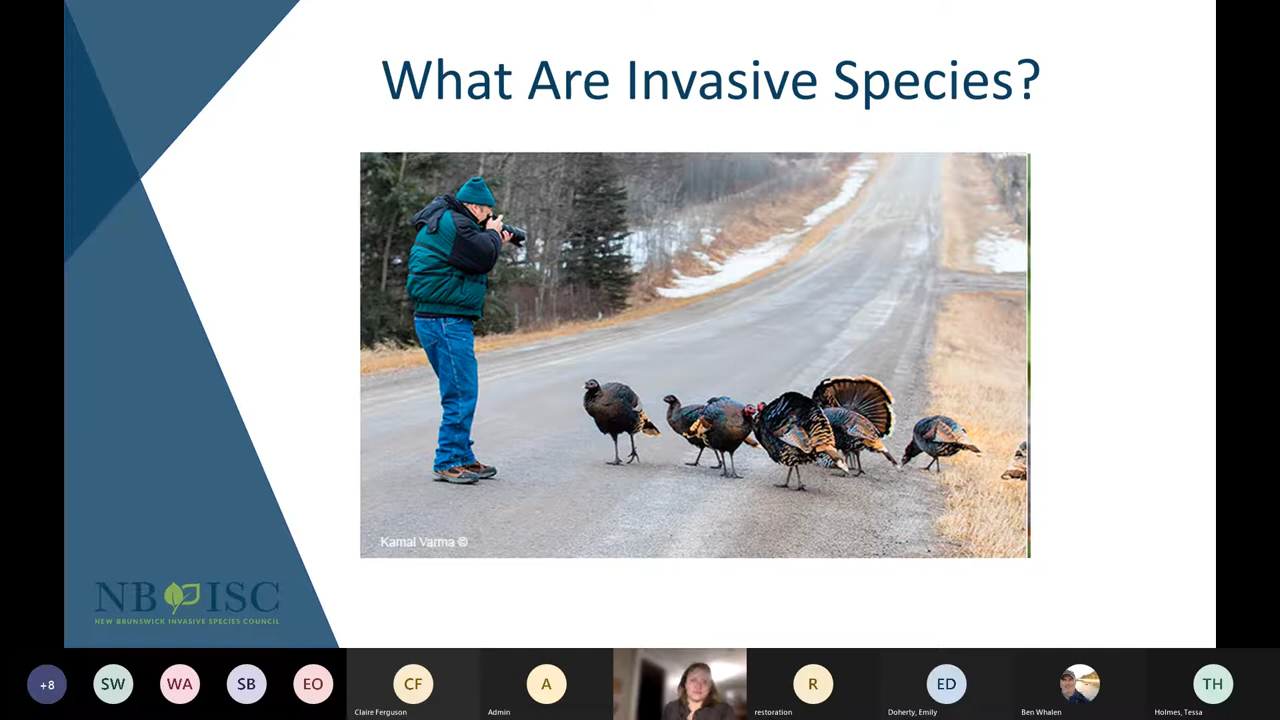 What Are Invasive Species?
Kamal Varma ©
NB ISC
NEW BRUNSWICK INVASIVE SPECIES COUNCIL
+8
SW
WA
SB
EO
CF
A
R
ED
TH
Claire Ferguson
Admin
restoration
Doherty, Emily
Ben Whalen
Holmes, Tessa